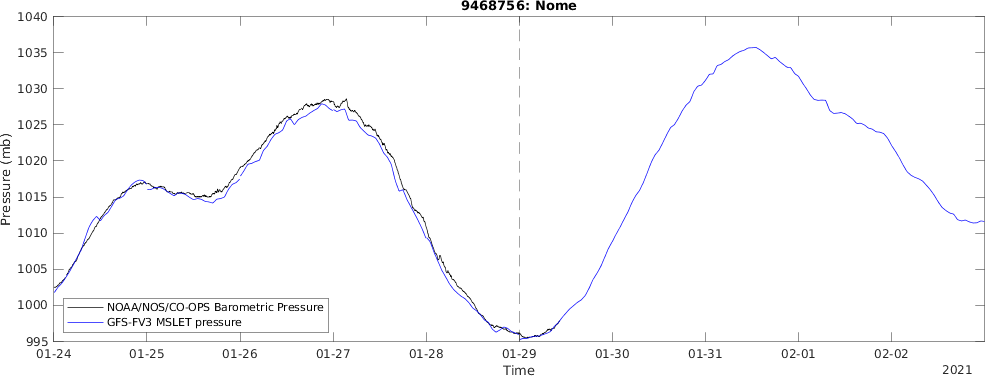 9468756: Nome
1040
1035
1030
1025
1020
1015
1010
1005
1000
995
Pressure (mb)
NOAA/NOS/CO-OPS Barometric Pressure
GFS-FV3 MSLET pressure
01-24 01-25 01-26 01-27 01-28 01-29 01-30 01-31 02-01 02-02
Time
2021